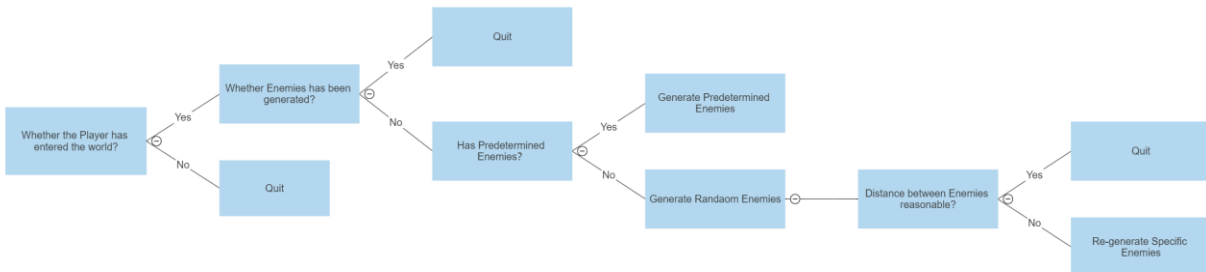 Whether the Player has
entered the world?
Yes
No
Whether Enemies has been
generated?
Quit
Yes
No
Quit
Has Predetermined
Enemies?
Yes
No
Generate Predetermined
Enemies
Generate Randaom Enemies
Distance between Enemies
reasonable?
Yes
No
Quit
Re-generate Specific
Enemies